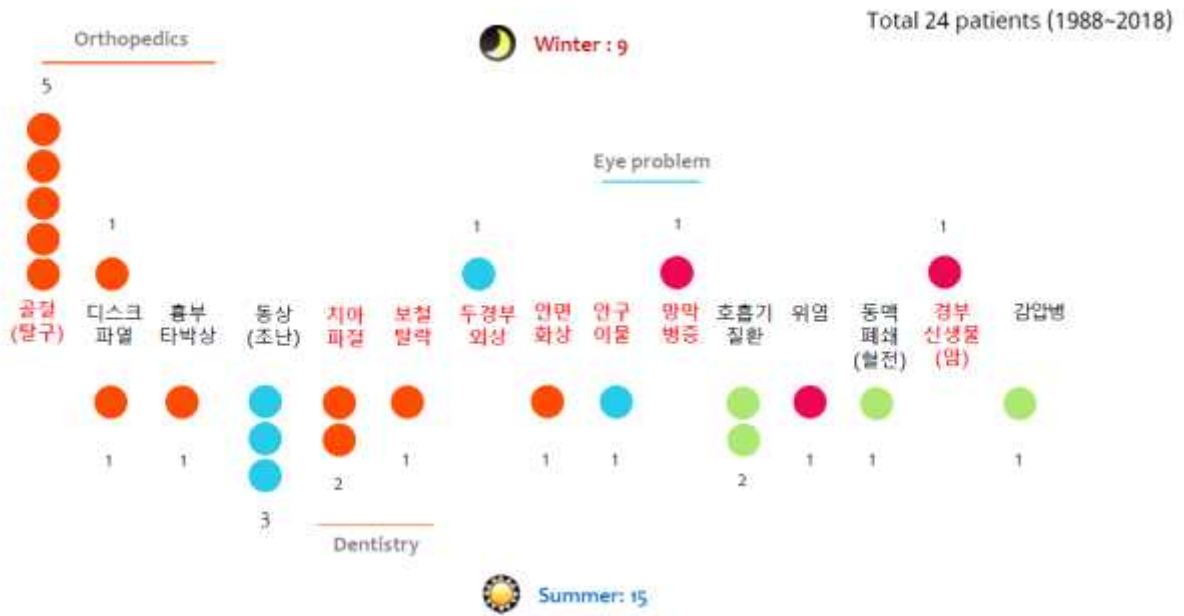 Total 24 patients (1988~2018)
Orthopedics
Winter : 9
5
Eye problem
1
1
1
1
골절
(탈구)
디스크
파열
흉부
타박상
동상
(조난)
치아
파절
보철
탈락
두경부
외상
안면
화상
안구
이물
망막
병증
호흡기
질환
위염
동맥
폐쇄
(혈전)
경부
신생물
(암)
감압병
1
1
3
2
1
1
1
2
1
1
1
Dentistry
Summer: 15